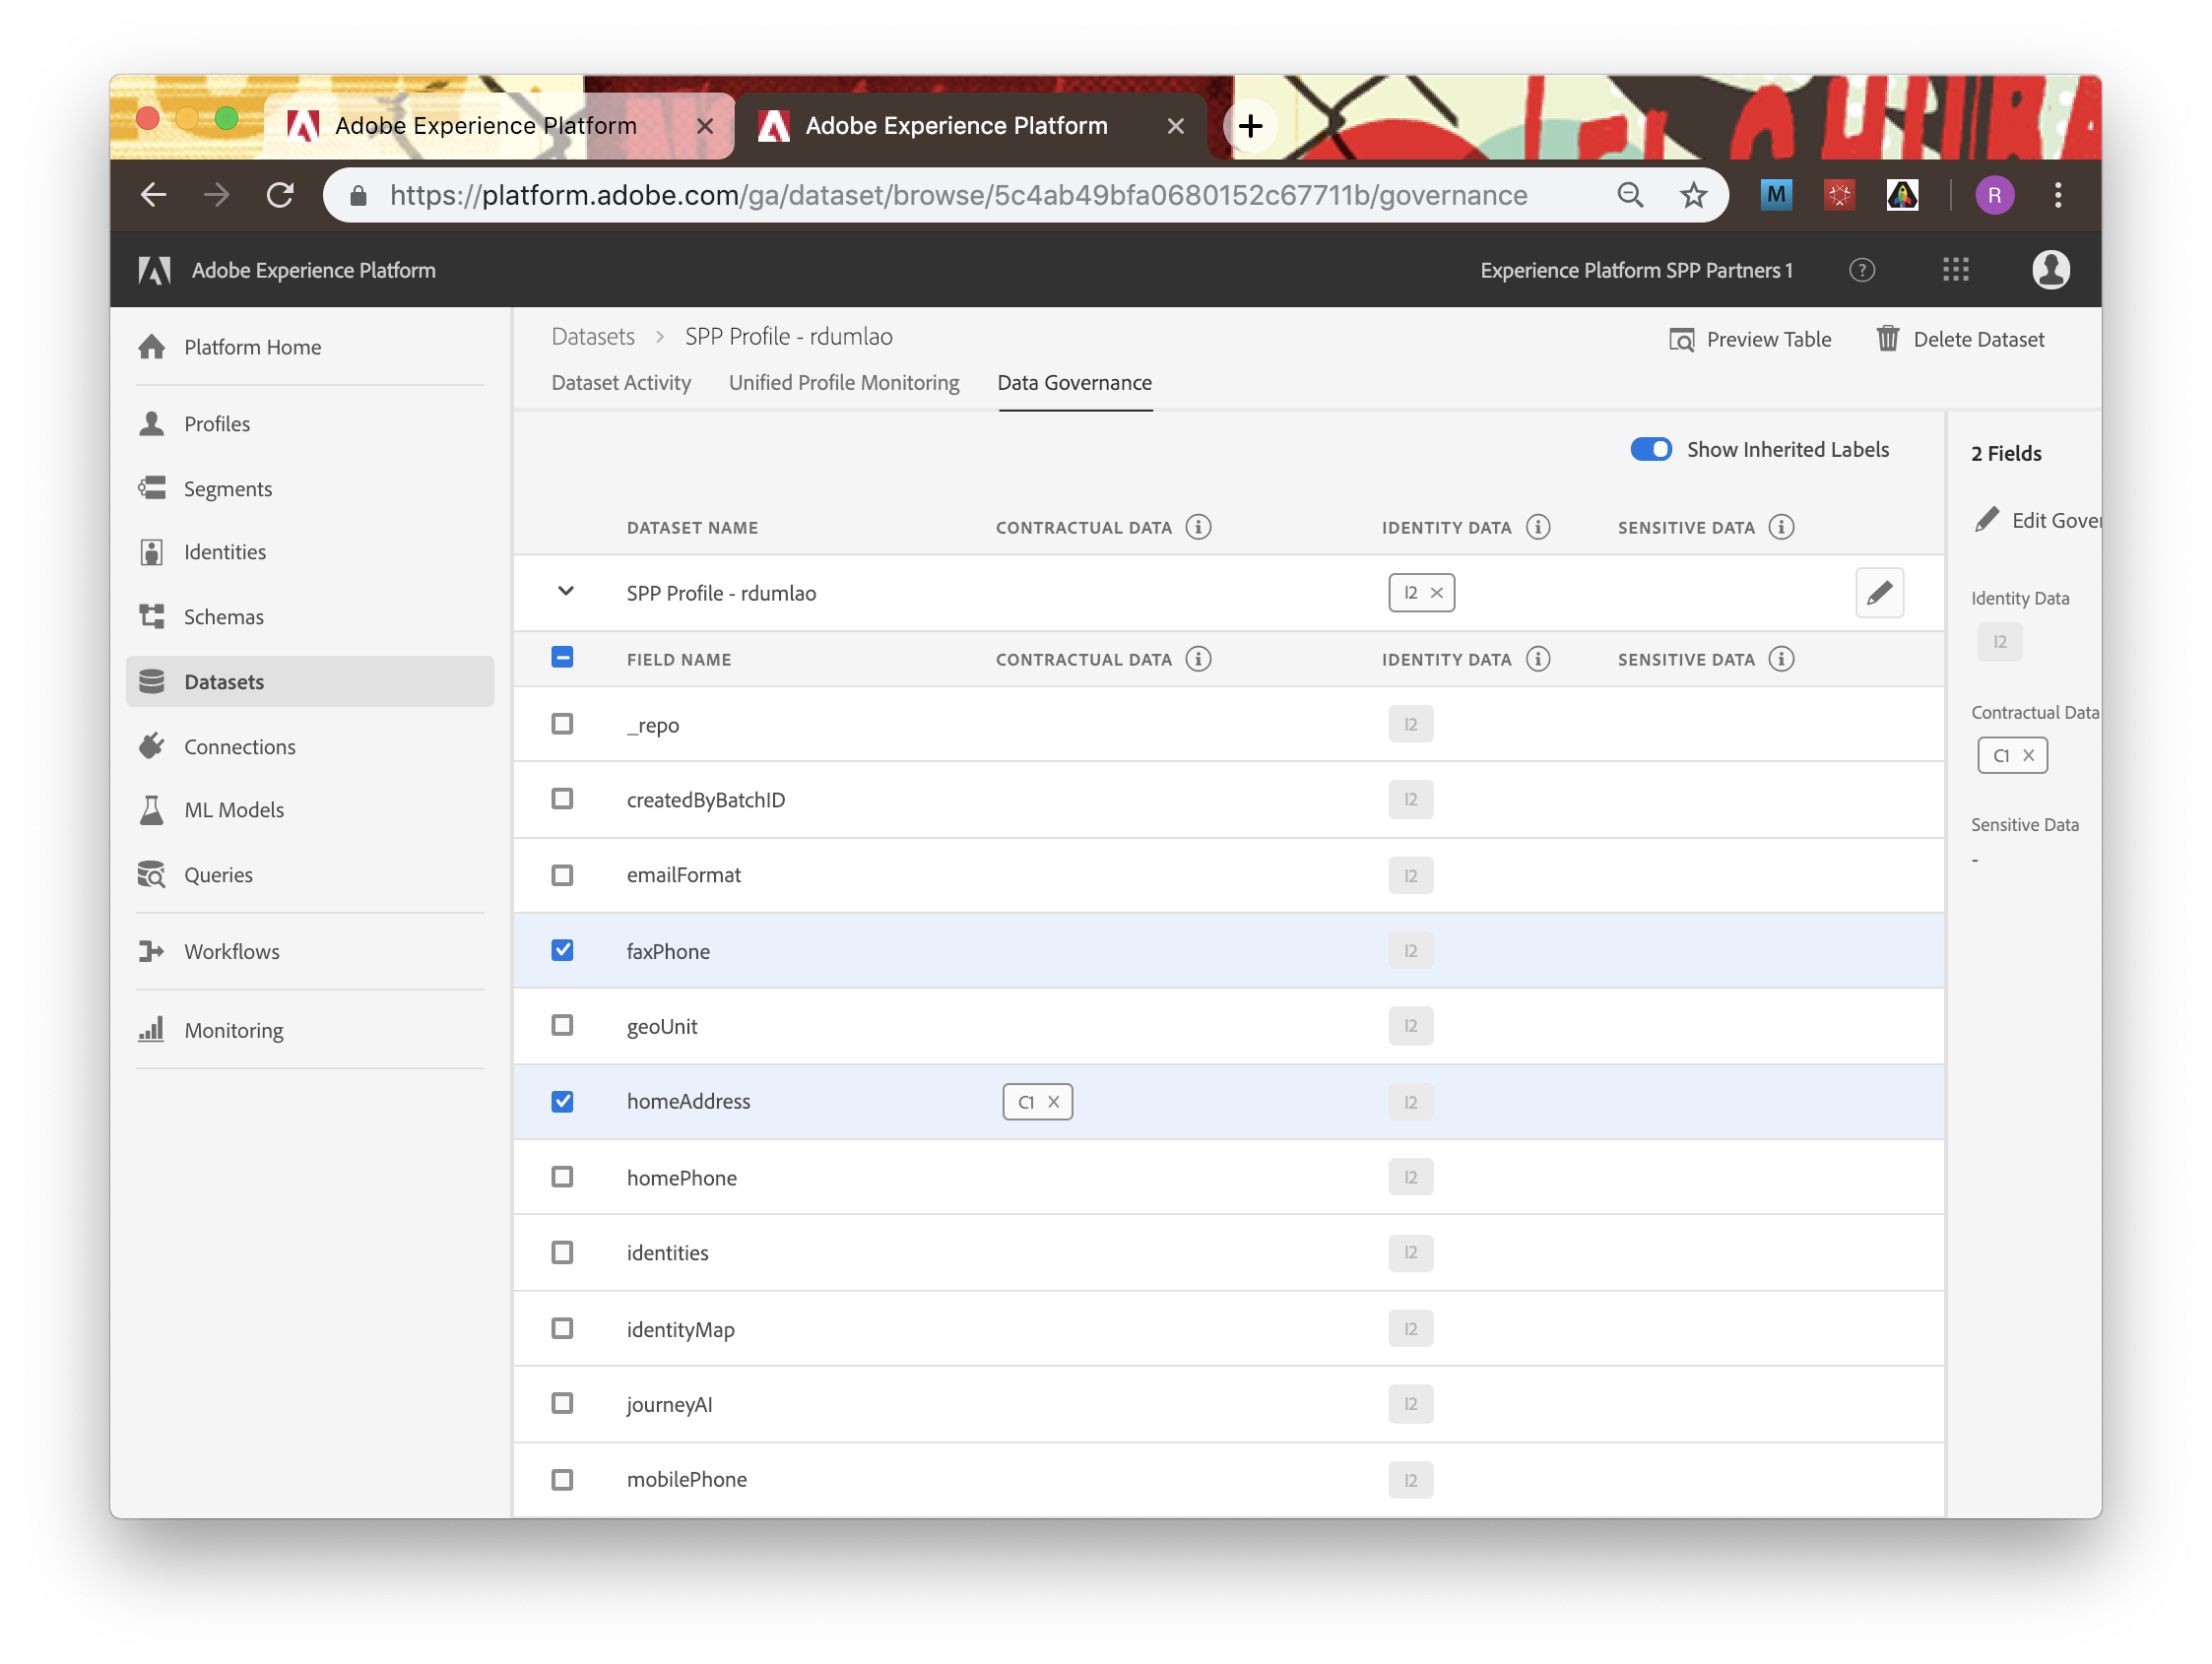 Adobe Experience Platform
Adobe Experience Platform
https://platform.adobe.com/ga/dataset/browse/5c4ab49bfa0680152c67711b/governance
M
R
Adobe Experience Platform
Experience Platform SPP Partners 1
?
Platform Home
Profiles
Segments
Identities
Schemas
Datasets
Connections
ML Models
Queries
Workflows
Monitoring
Datasets > SPP Profile - rdumlao
Preview Table
Delete Dataset
Dataset Activity Unified Profile Monitoring Data Governance
Show Inherited Labels
DATASET NAME CONTRACTUAL DATA IDENTITY DATA SENSITIVE DATA
SPP Profile - rdumlao I2
FIELD NAME CONTRACTUAL DATA IDENTITY DATA SENSITIVE DATA
_repo I2
createdByBatchID I2
emailFormat I2
faxPhone I2
geoUnit I2
homeAddress C1 I2
homePhone I2
identities I2
identityMap I2
journeyAI I2
mobilePhone I2
2 Fields
Edit Gover
Identity Data
I2
Contractual Data
C1
Sensitive Data
-